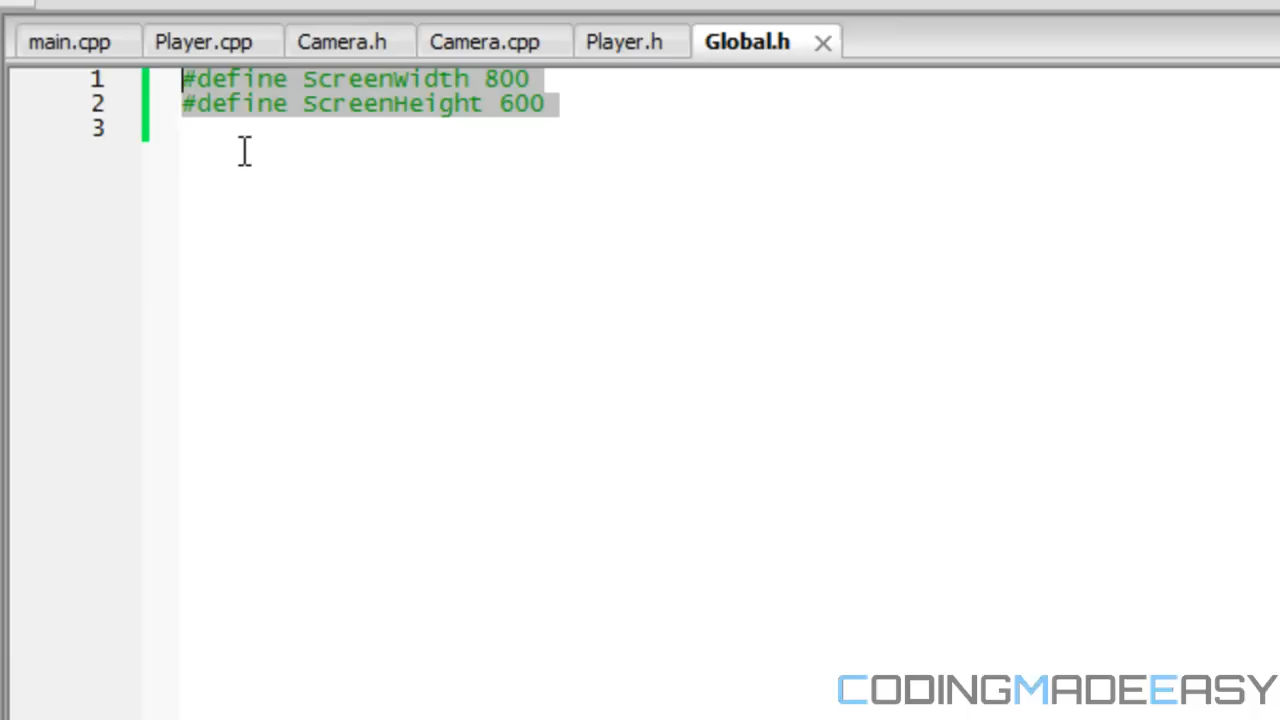 main.cpp Player.cpp Camera.h Camera.cpp Player.h Global.h
1 #define ScreenWidth 800
2 #define ScreenHeight 600
3
CODINGMADEEASY